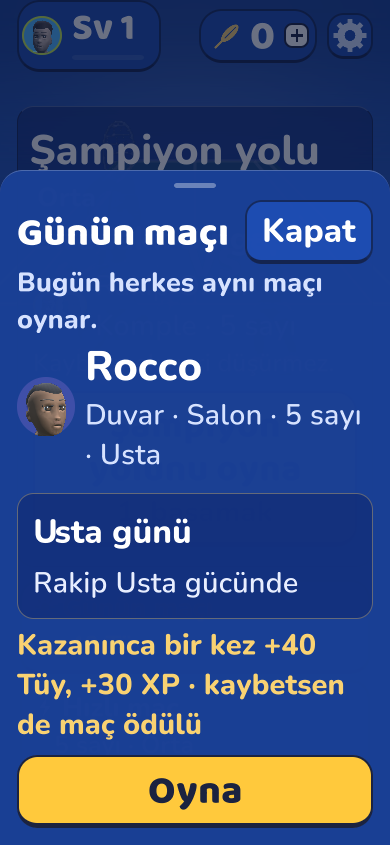 Sv 1
0
Şampiyon yolu
Günün maçı
Kapat
Bugün herkes aynı maçı
oynar.
Rocco
Duvar · Salon · 5 sayı
· Usta
Usta günü
Rakip Usta gücünde
Kazanınca bir kez +40
Tüy, +30 XP · kaybetsen
de maç ödülü
Oyna